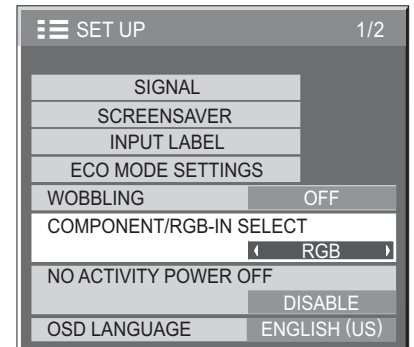 SET UP 1/2
SIGNAL
SCREENSAVER
INPUT LABEL
ECO MODE SETTINGS
WOBBLING OFF
COMPONENT/RGB-IN SELECT
RGB
NO ACTIVITY POWER OFF
DISABLE
OSD LANGUAGE ENGLISH (US)